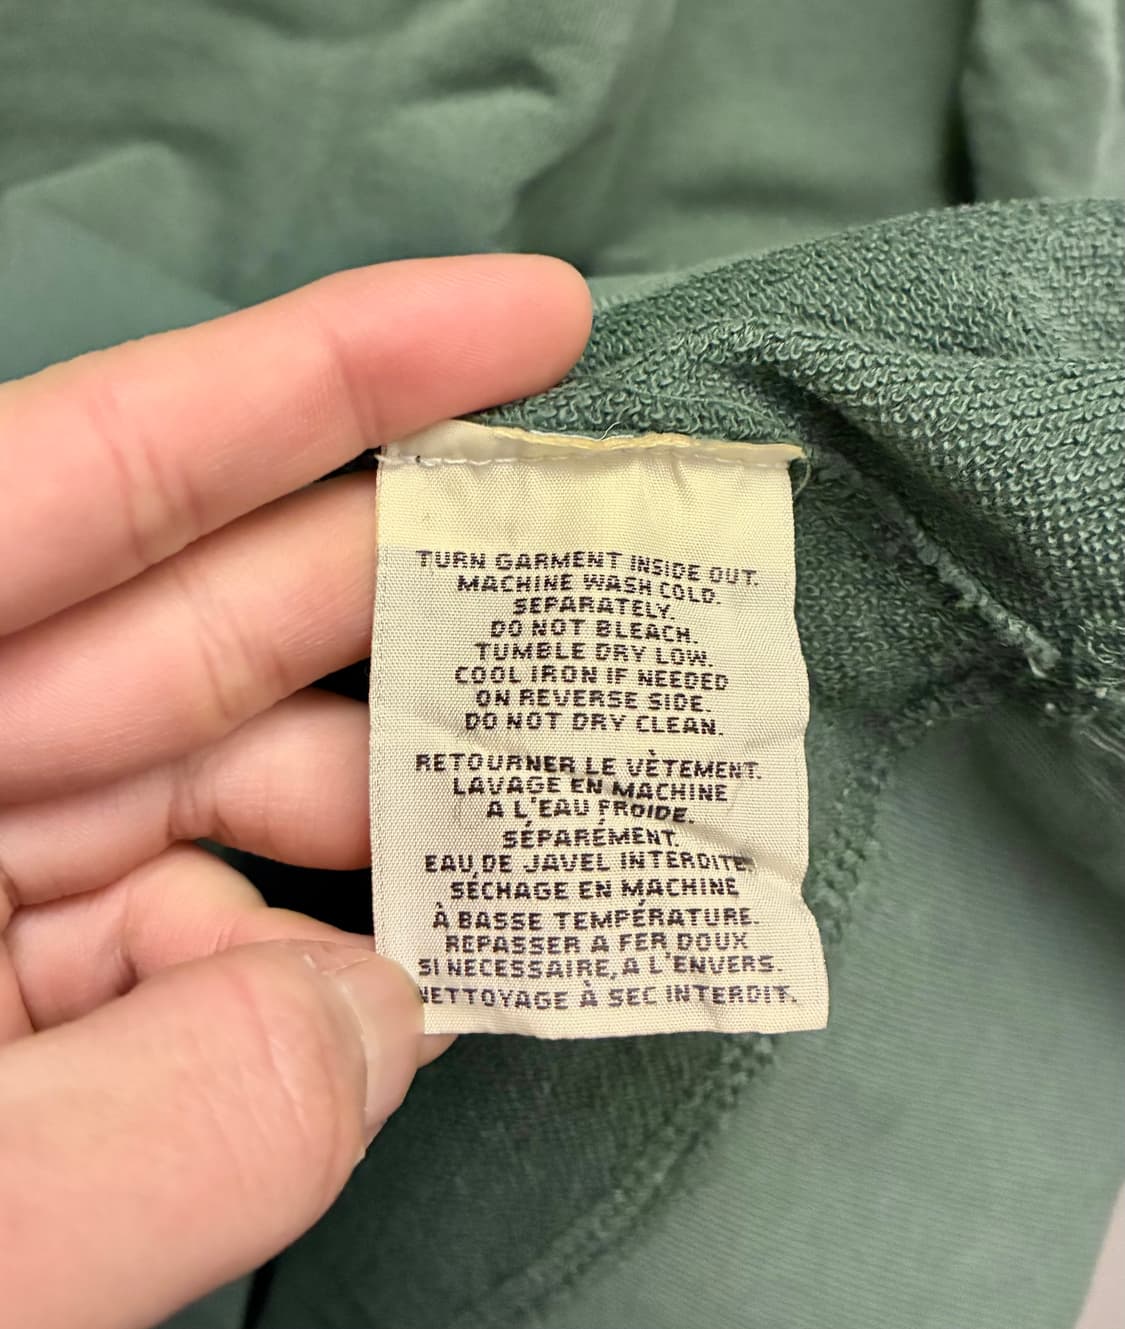 TURN GARMENT INSIDE OUT.
MACHINE WASH COLD.
SEPARATELY.
DO NOT BLEACH.
TUMBLE DRY LOW.
COOL IRON IF NEEDED
ON REVERSE SIDE.
DO NOT DRY CLEAN.
RETOURNER LE VÈTEMENT.
LAVAGE EN MACHINE
A L'EAU FROIDE.
SÉPARÉMENT.
EAU DE JAVEL INTERDITE.
SÉCHAGE EN MACHINE
À BASSE TEMPÉRATURE.
REPASSER A FER DOUX
SI NÉCESSAIRE, A L'ENVERS.
NETTOYAGE À SEC INTERDIT.